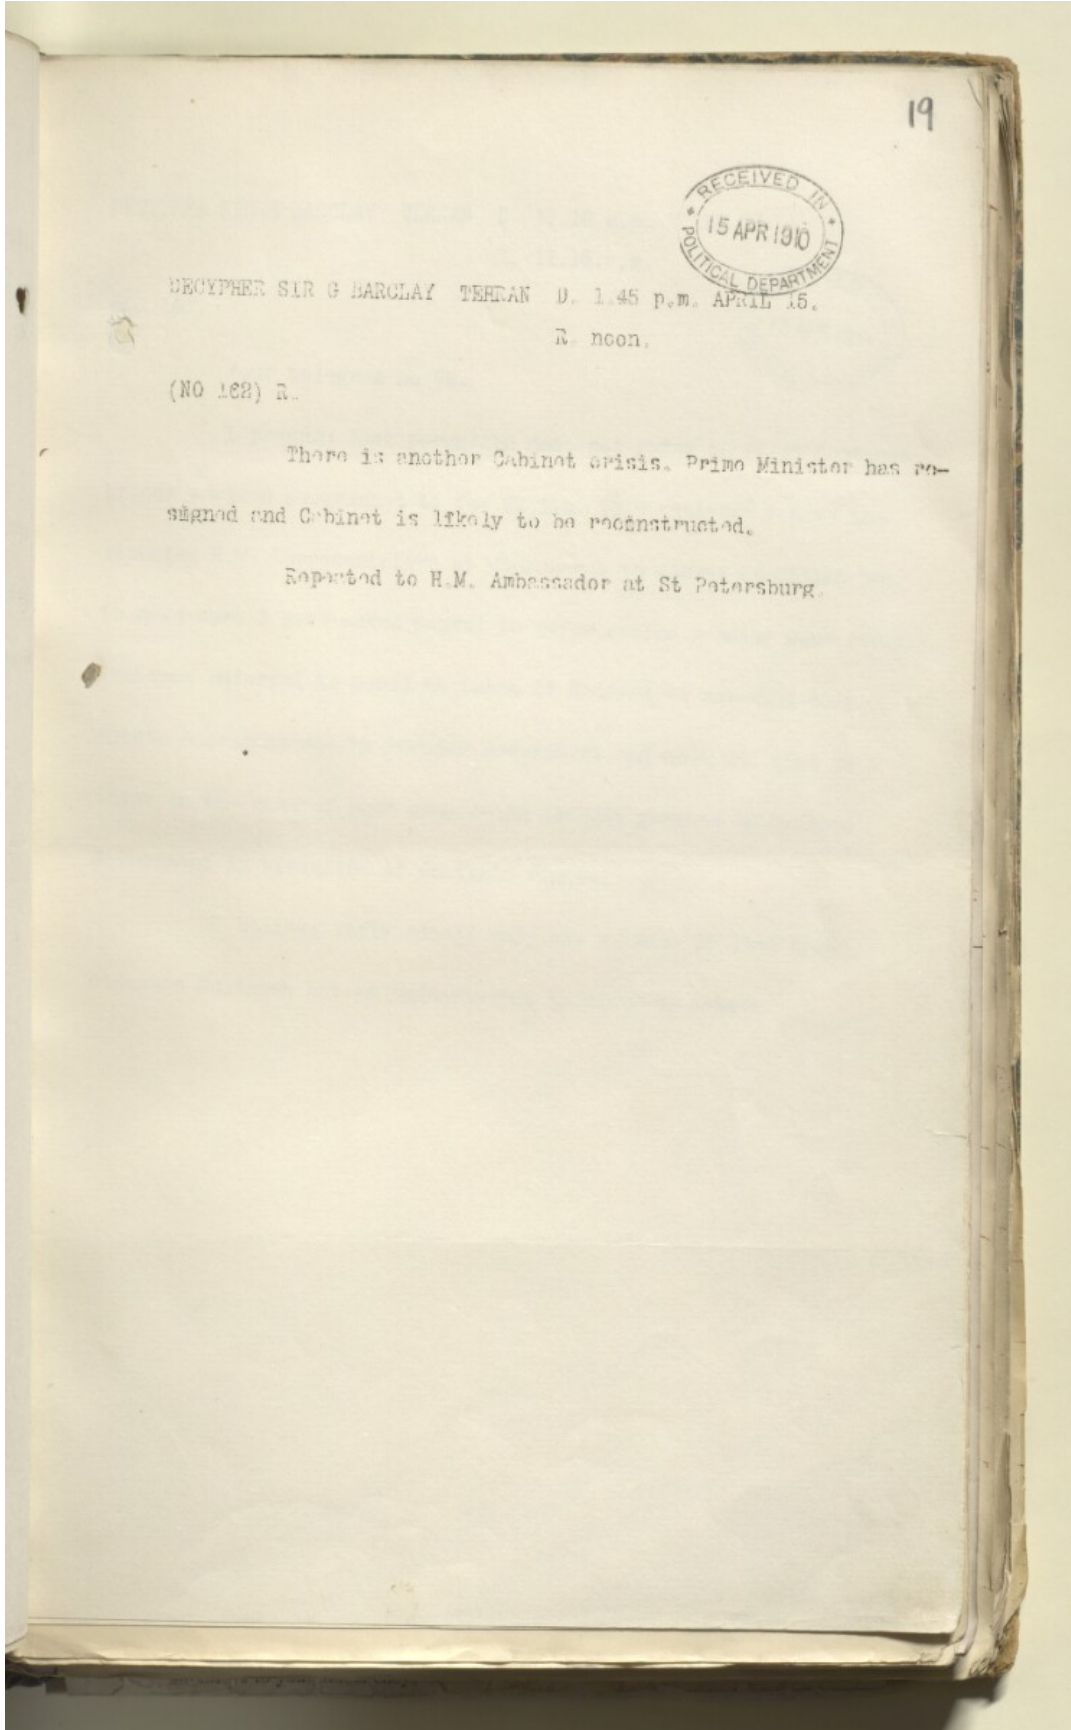 19
RECEIVED IN
15 APR 1910
POLITICAL DEPARTMENT
DECYPHER SIR G BARCLAY TEHRAN D. 1.45 p.m. APRIL 15.
R. noon.
(NO 162) R.
There is another Cabinet crisis. Prime Minister has re-
signed and Cabinet is likely to be reconstructed.
Repeated to H.M. Ambassador at St Petersburg.